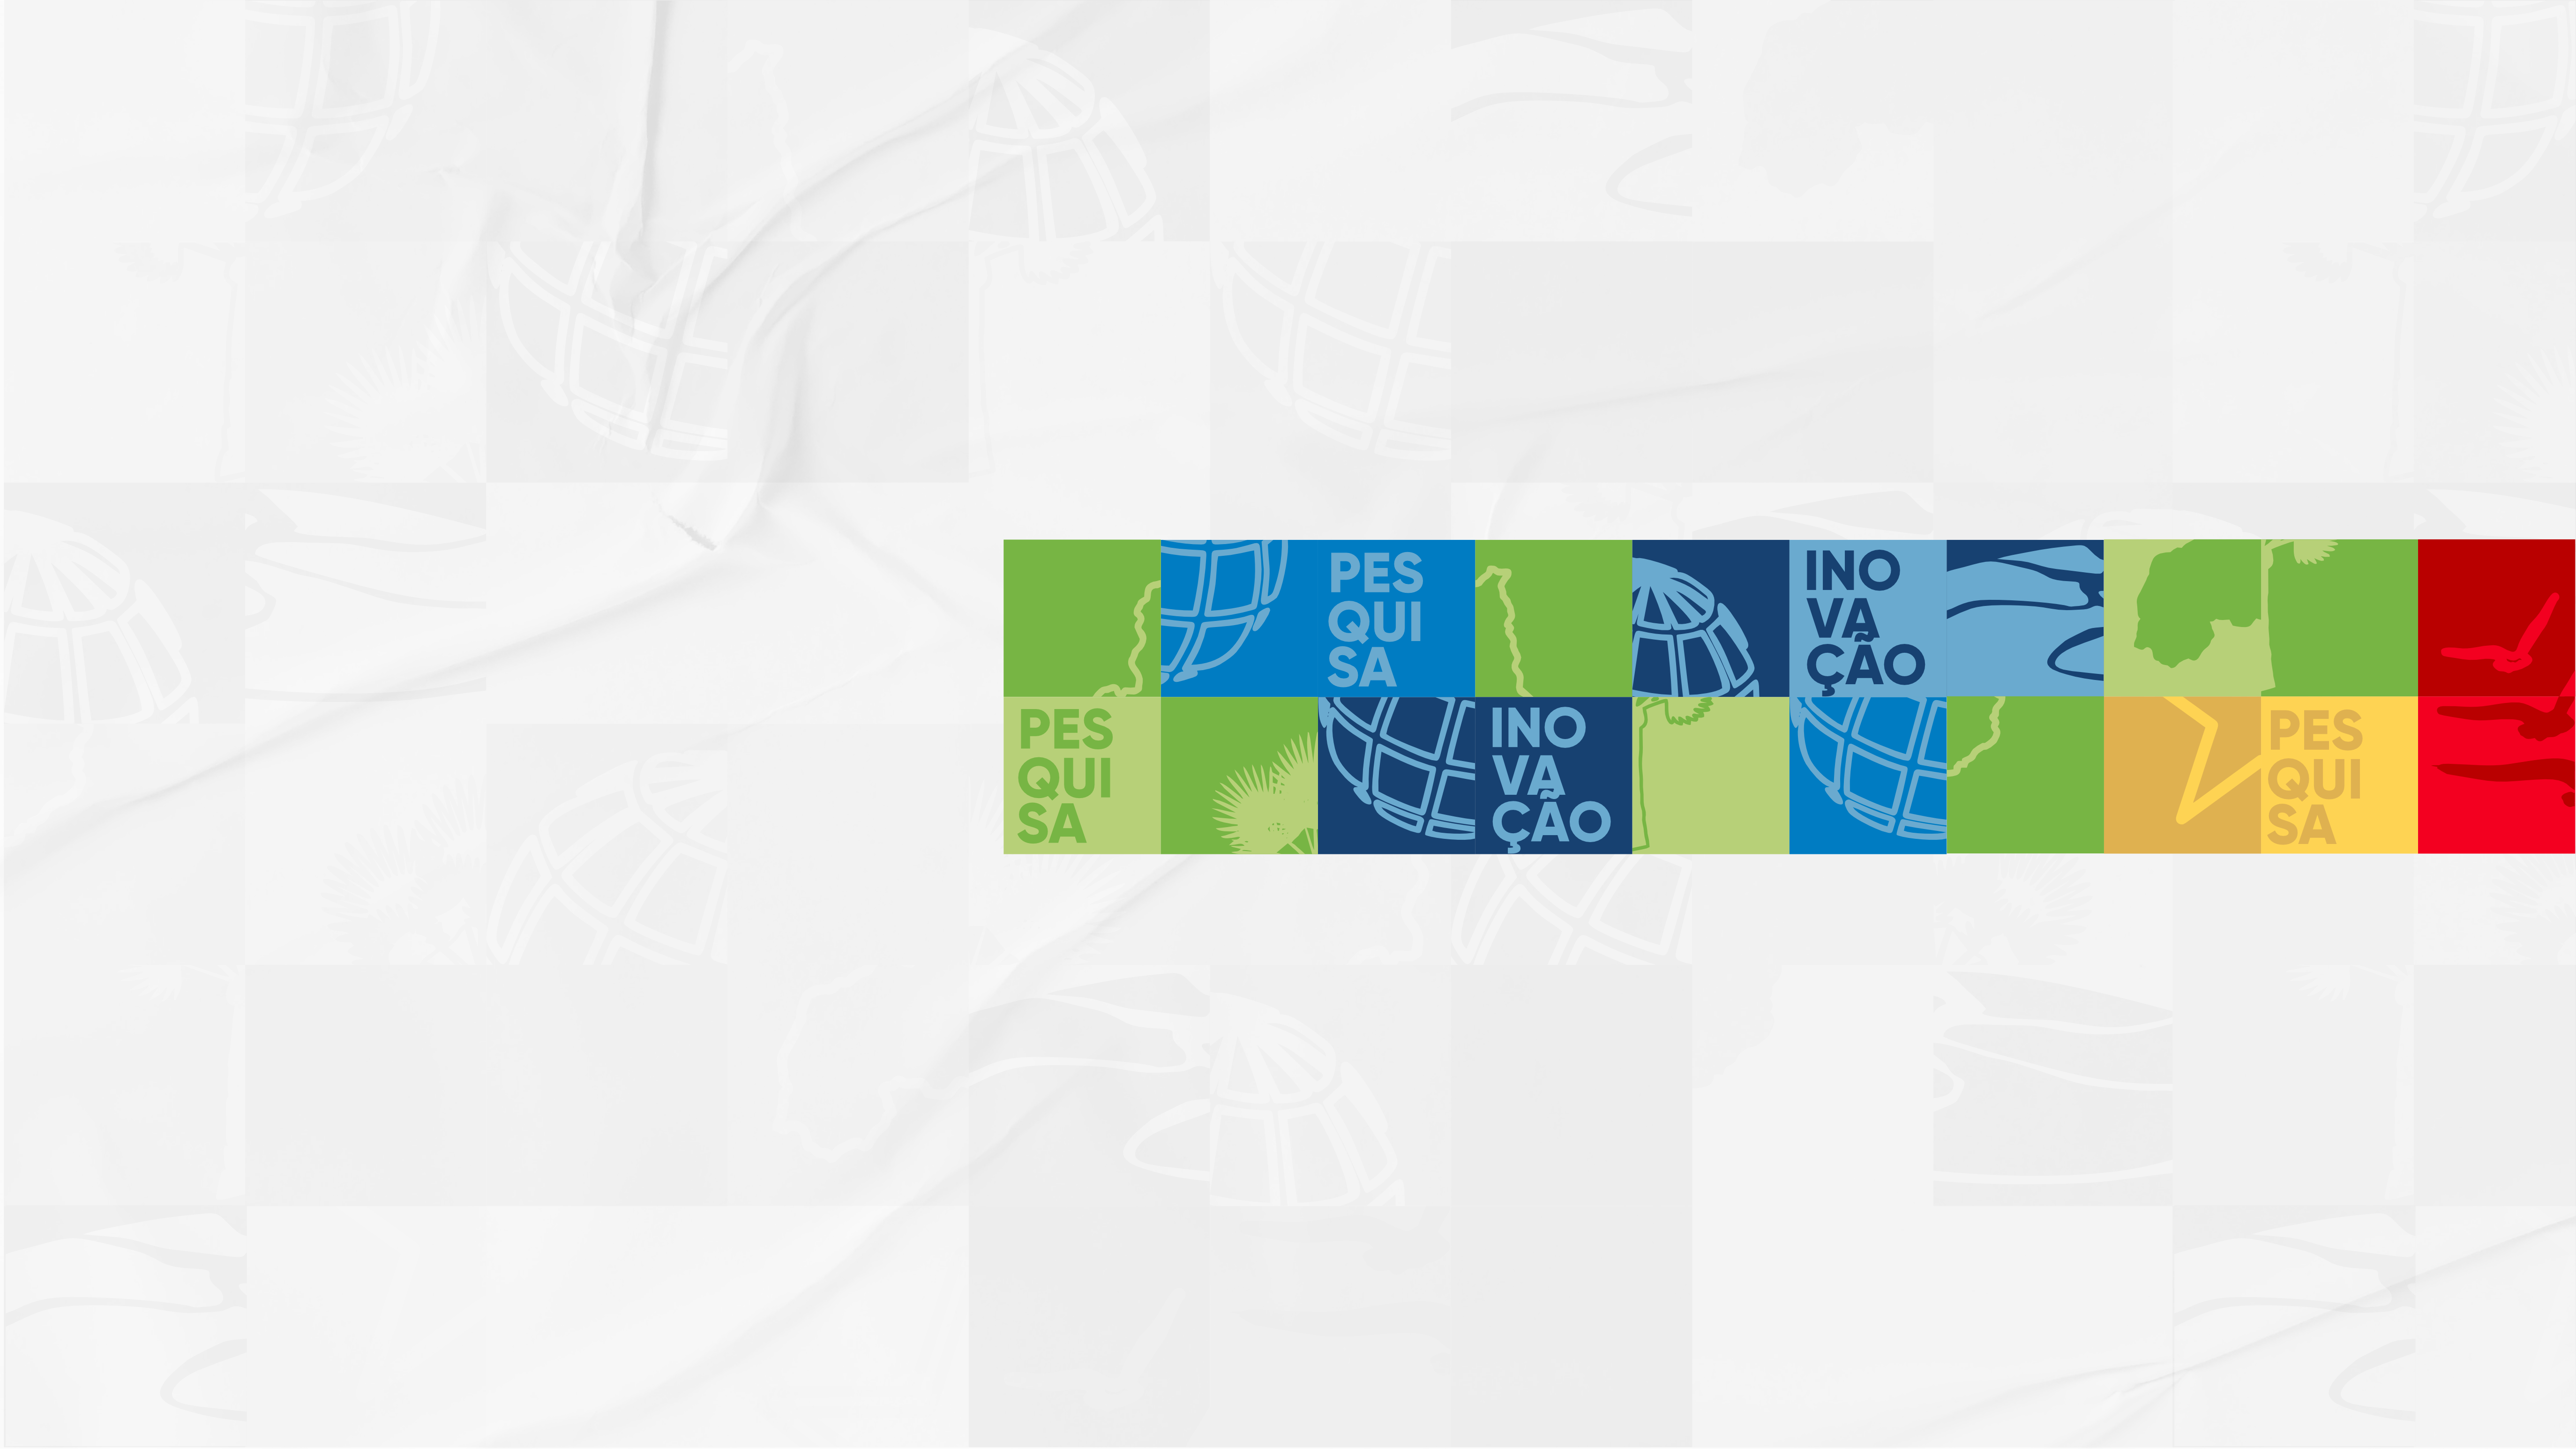 PES
QUI
SA
INO
VA
ÇÃO
PES
QUI
SA
INO
VA
ÇÃO
PES
QUI
SA